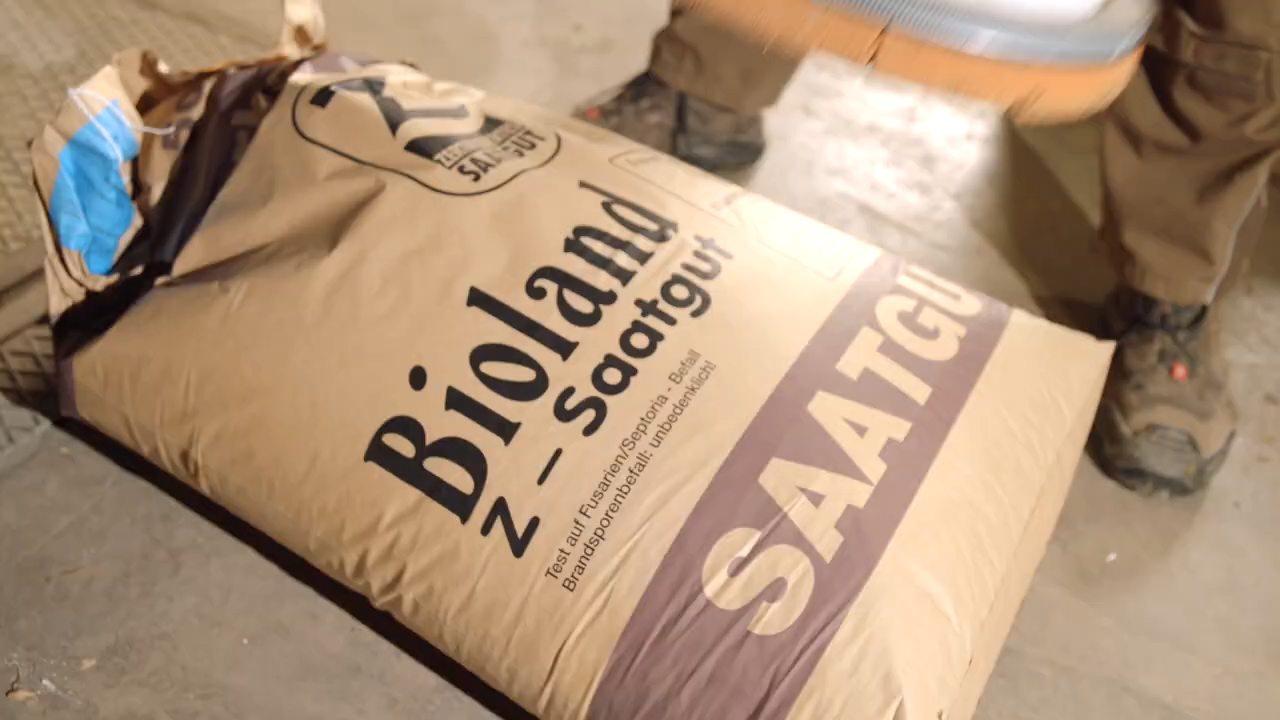 SAATGUT
Bioland
Z – Saatgut
Test auf Fusarien/Septoria - Befall
Brandsporenbefall: unbedenklich!
SAATGU